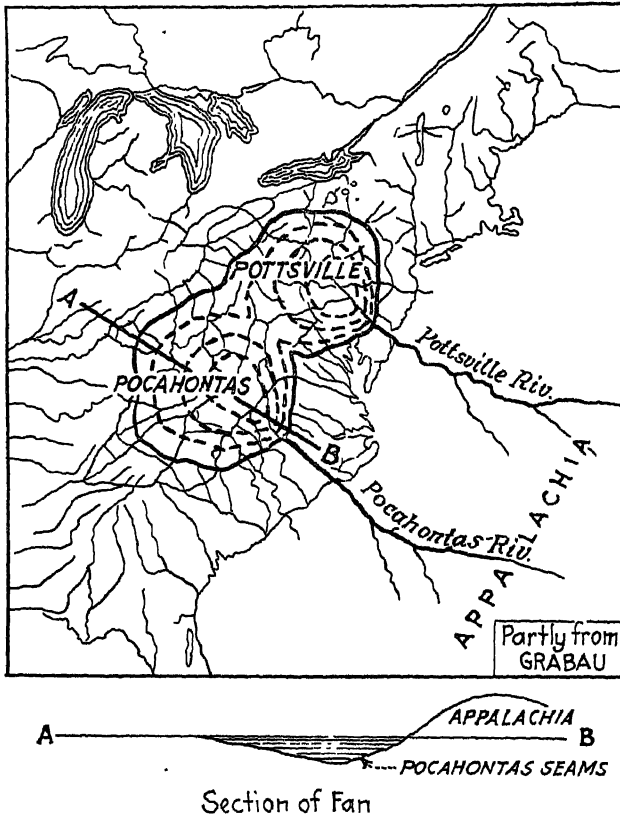 POTTSVILLE
A
Pottsville Riv.
POCAHONTAS
B
Pocahontas Riv.
APPALACHIA
Partly from
GRABAU
APPALACHIA
A B
POCAHONTAS SEAMS
Section of Fan